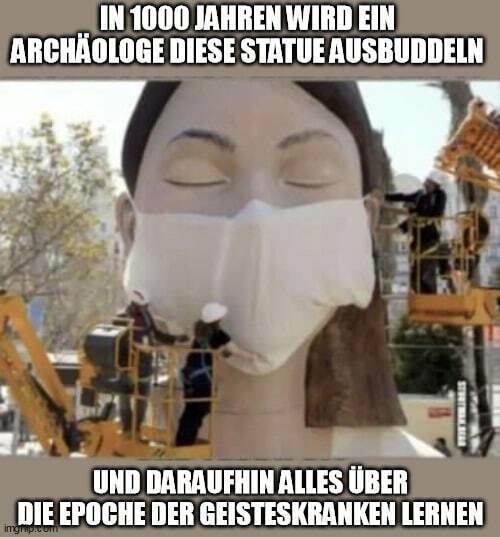 IN 1000 JAHREN WIRD EIN
ARCHÄOLOGE DIESE STATUE AUSBUDDELN
UND DARAUFHIN ALLES ÜBER
DIE EPOCHE DER GEISTESKRANKEN LERNEN
imgflip.com